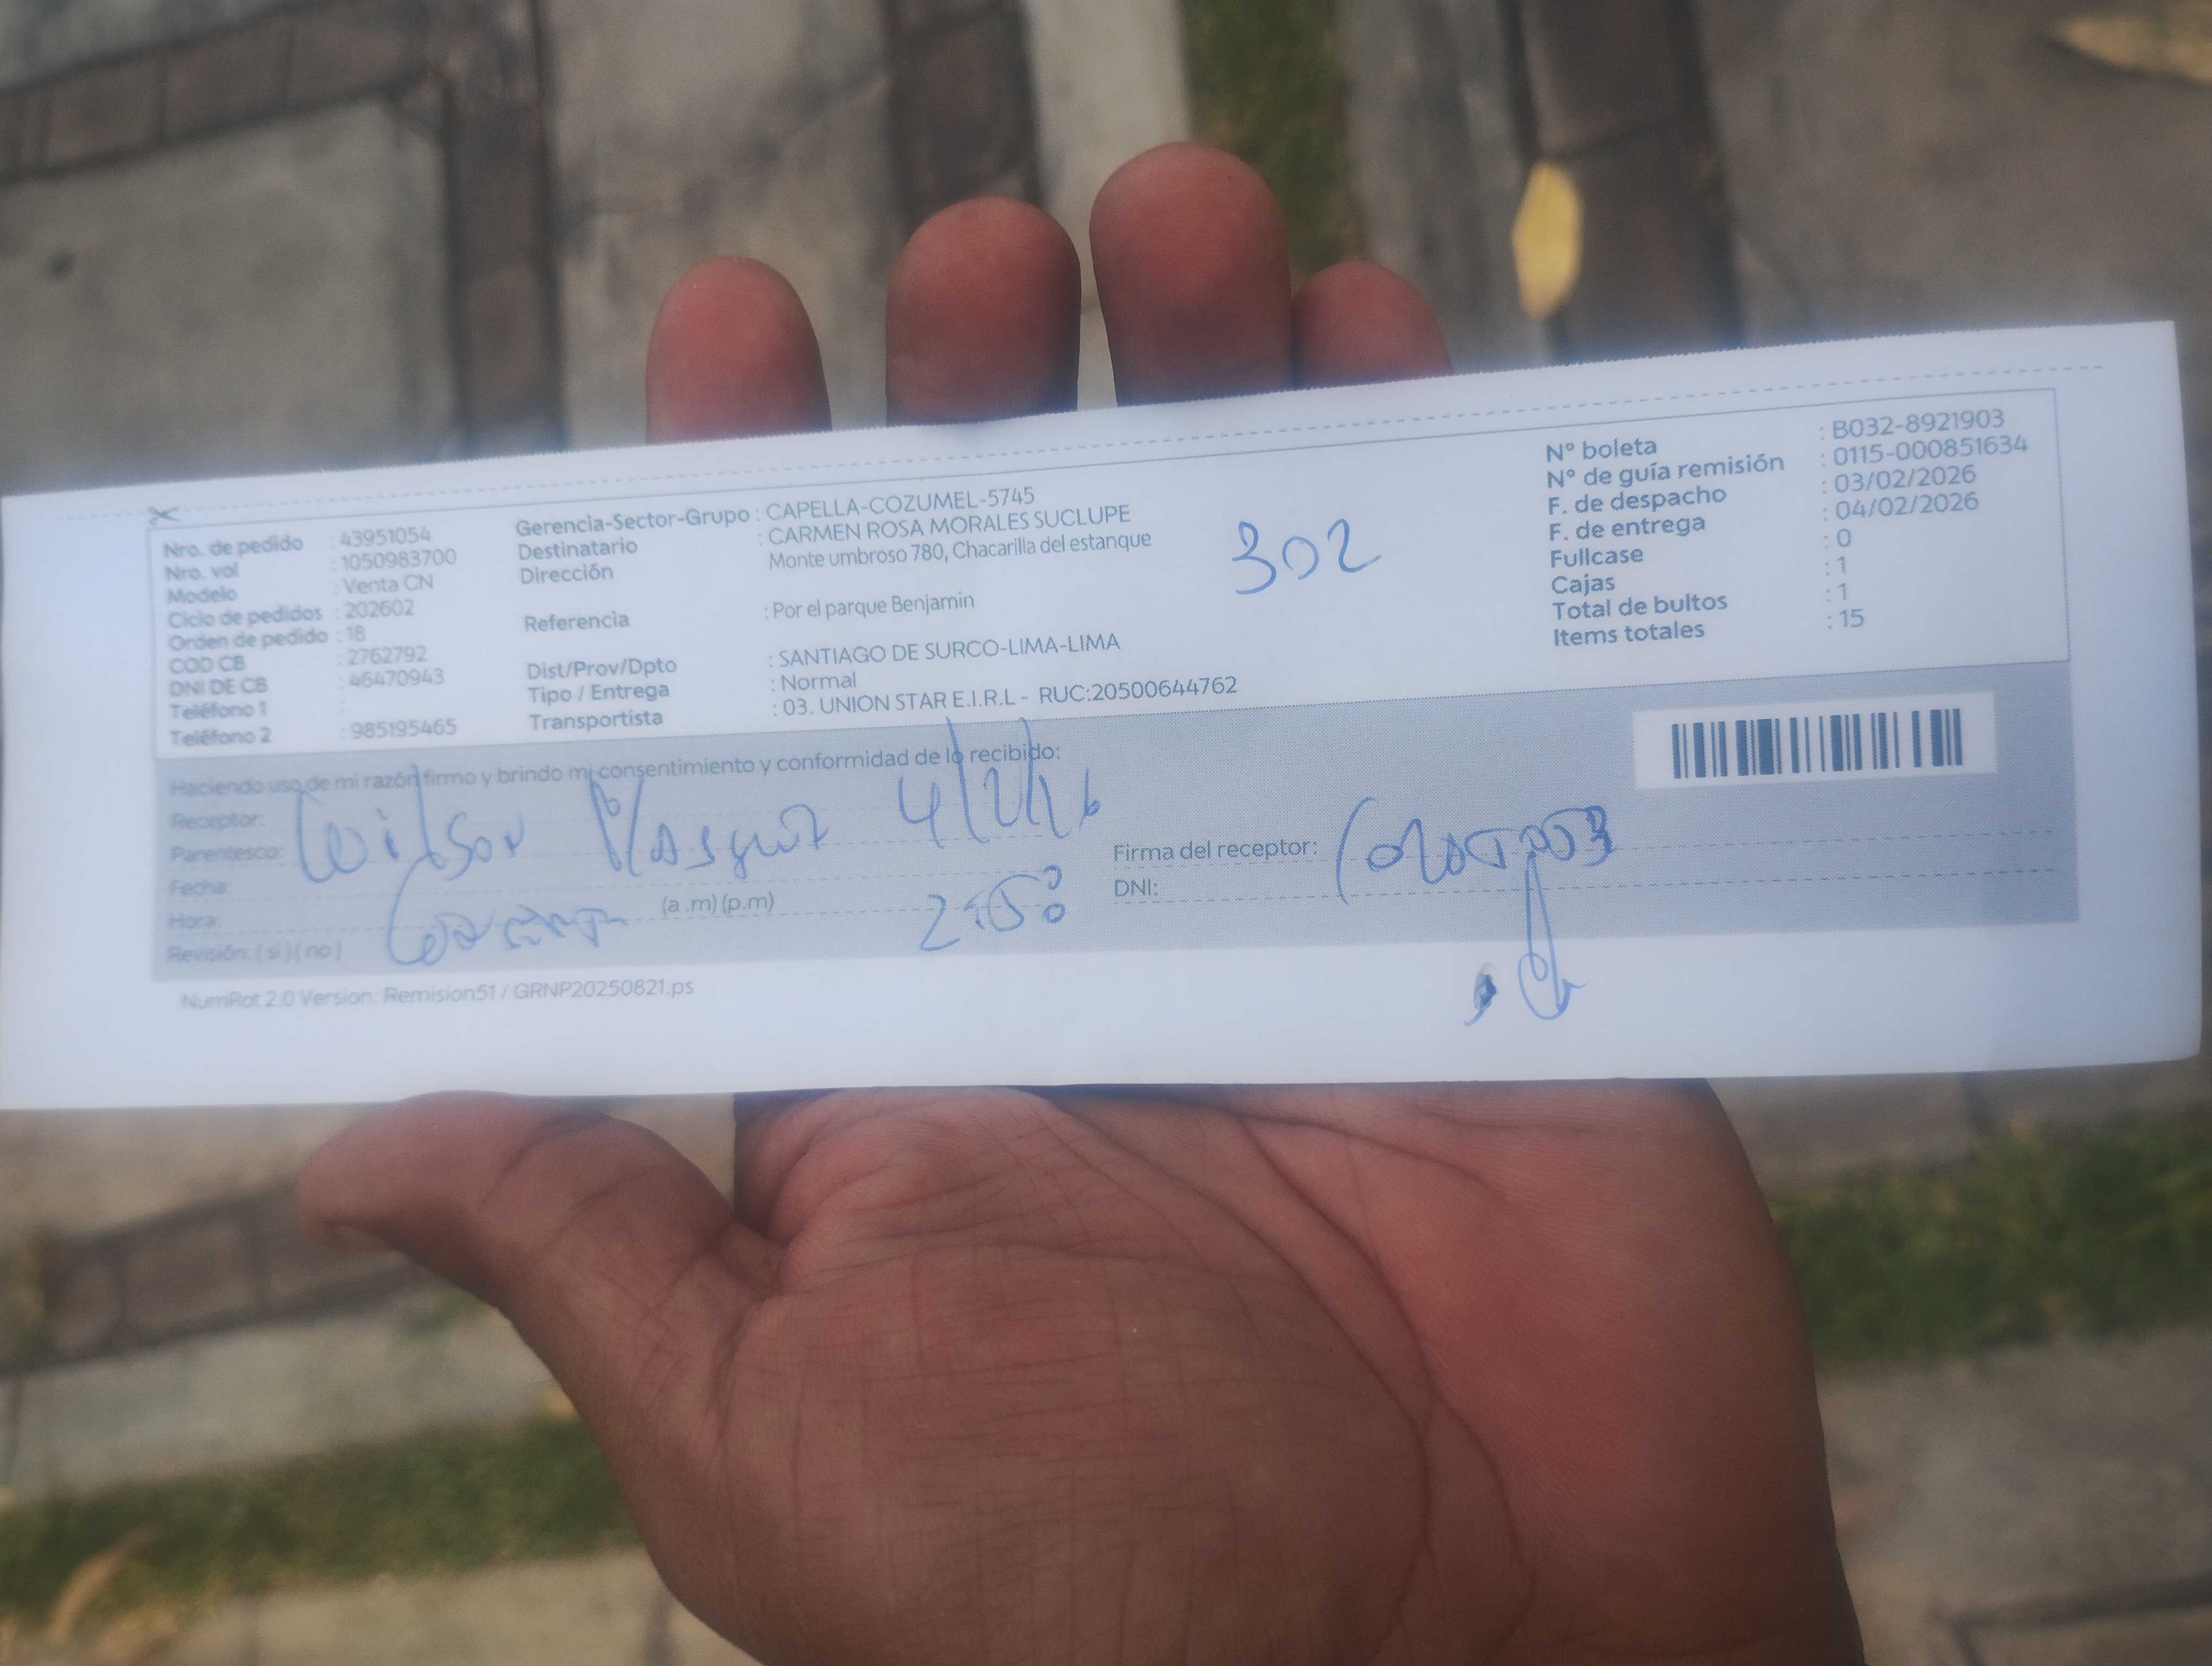 Nro. de pedido : 43951054
Nro. vol : 1050983700
Modelo : Venta CN
Ciclo de pedidos : 202602
Orden de pedido : 18
COD CB : 2762792
DNI DE CB : 46470943
Teléfono 1 :
Teléfono 2 : 985195465
Gerencia-Sector-Grupo : CAPELLA-COZUMEL-5745
Destinatario : CARMEN ROSA MORALES SUCLUPE
Dirección Monte umbroso 780, Chacarilla del estanque
Referencia : Por el parque Benjamin
Dist/Prov/Dpto : SANTIAGO DE SURCO-LIMA-LIMA
Tipo / Entrega : Normal
Transportista : 03. UNION STAR E.I.R.L - RUC:20500644762
302
N° boleta : B032-8921903
N° de guía remisión : 0115-000851634
F. de despacho : 03/02/2026
F. de entrega : 04/02/2026
Fullcase : 0
Cajas : 1
Total de bultos : 1
Items totales : 15
Haciendo uso de mi razón firmo y brindo mi consentimiento y conformidad de lo recibido:
Receptor:
Parentesco: Wilson
Fecha:
Hora: (a .m) (p.m)
Revisión: ( si ) ( no )
Firma del receptor:
DNI:
NumRot 2.0 Version: Remision51 / GRNP20250821.ps